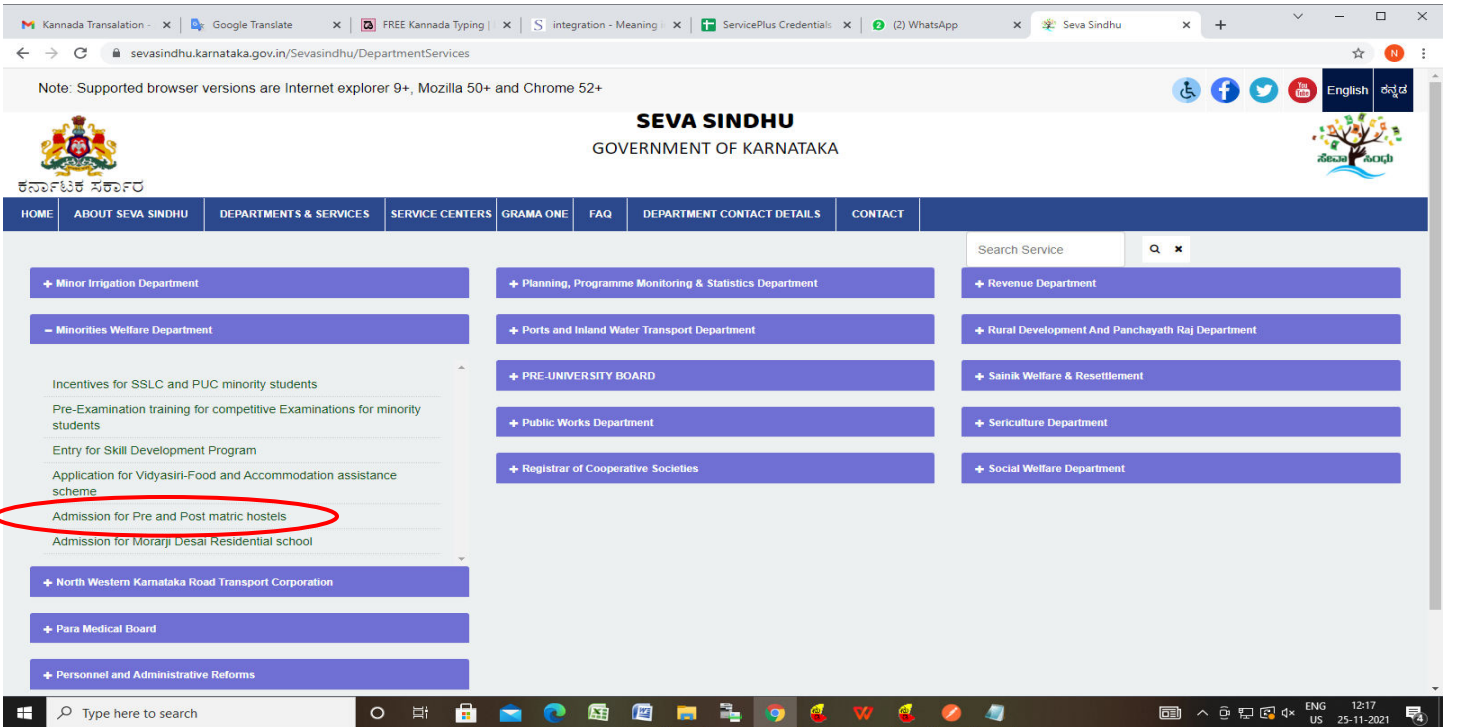 Kannada Transalation -
Google Translate
FREE Kannada Typing |
integration - Meaning i
ServicePlus Credentials
(2) WhatsApp
Seva Sindhu
sevasindhu.karnataka.gov.in/Sevasindhu/DepartmentServices
N
Note: Supported browser versions are Internet explorer 9+, Mozilla 50+ and Chrome 52+
You Tube
English ಕನ್ನಡ
SEVA SINDHU
GOVERNMENT OF KARNATAKA
ಕರ್ನಾಟಕ ಸರ್ಕಾರ
ಸೇವಾ ಸಿಂಧು
HOME ABOUT SEVA SINDHU DEPARTMENTS & SERVICES SERVICE CENTERS GRAMA ONE FAQ DEPARTMENT CONTACT DETAILS CONTACT
Search Service
+ Minor Irrigation Department
– Minorities Welfare Department
Incentives for SSLC and PUC minority students
Pre-Examination training for competitive Examinations for minority
students
Entry for Skill Development Program
Application for Vidyasiri-Food and Accommodation assistance
scheme
Admission for Pre and Post matric hostels
Admission for Morarji Desai Residential school
+ North Western Karnataka Road Transport Corporation
+ Para Medical Board
+ Personnel and Administrative Reforms
+ Planning, Programme Monitoring & Statistics Department
+ Ports and Inland Water Transport Department
+ PRE-UNIVERSITY BOARD
+ Public Works Department
+ Registrar of Cooperative Societies
+ Revenue Department
+ Rural Development And Panchayath Raj Department
+ Sainik Welfare & Resettlement
+ Sericulture Department
+ Social Welfare Department
Type here to search
ENG
US
12:17
25-11-2021
4